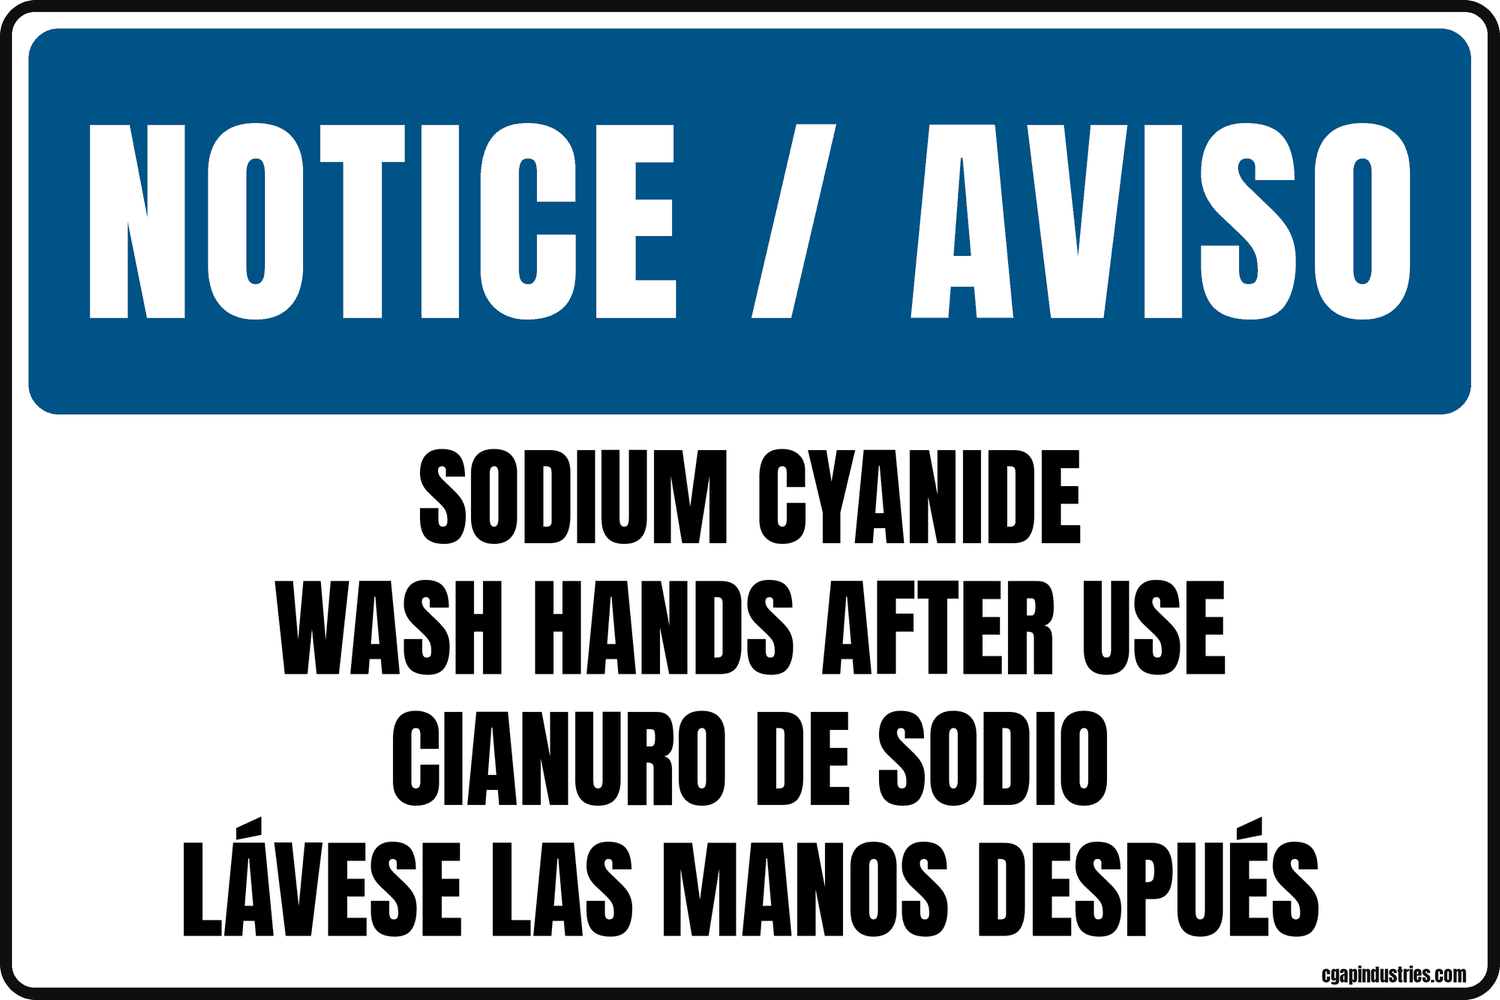 NOTICE / AVISO
SODIUM CYANIDE
WASH HANDS AFTER USE
CIANURO DE SODIO
LÁVESE LAS MANOS DESPUÉS
cgapindustries.com